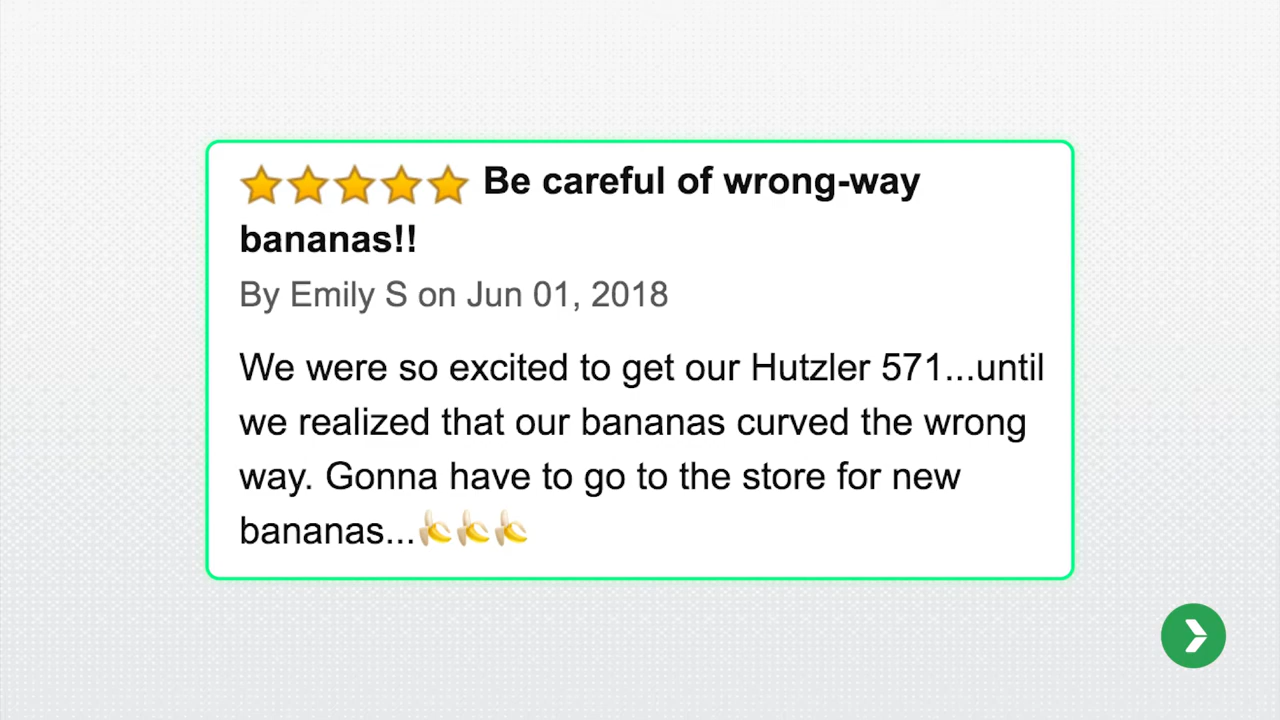 Be careful of wrong-way
bananas!!
By Emily S on Jun 01, 2018
We were so excited to get our Hutzler 571...until
we realized that our bananas curved the wrong
way. Gonna have to go to the store for new
bananas...🍌🍌🍌